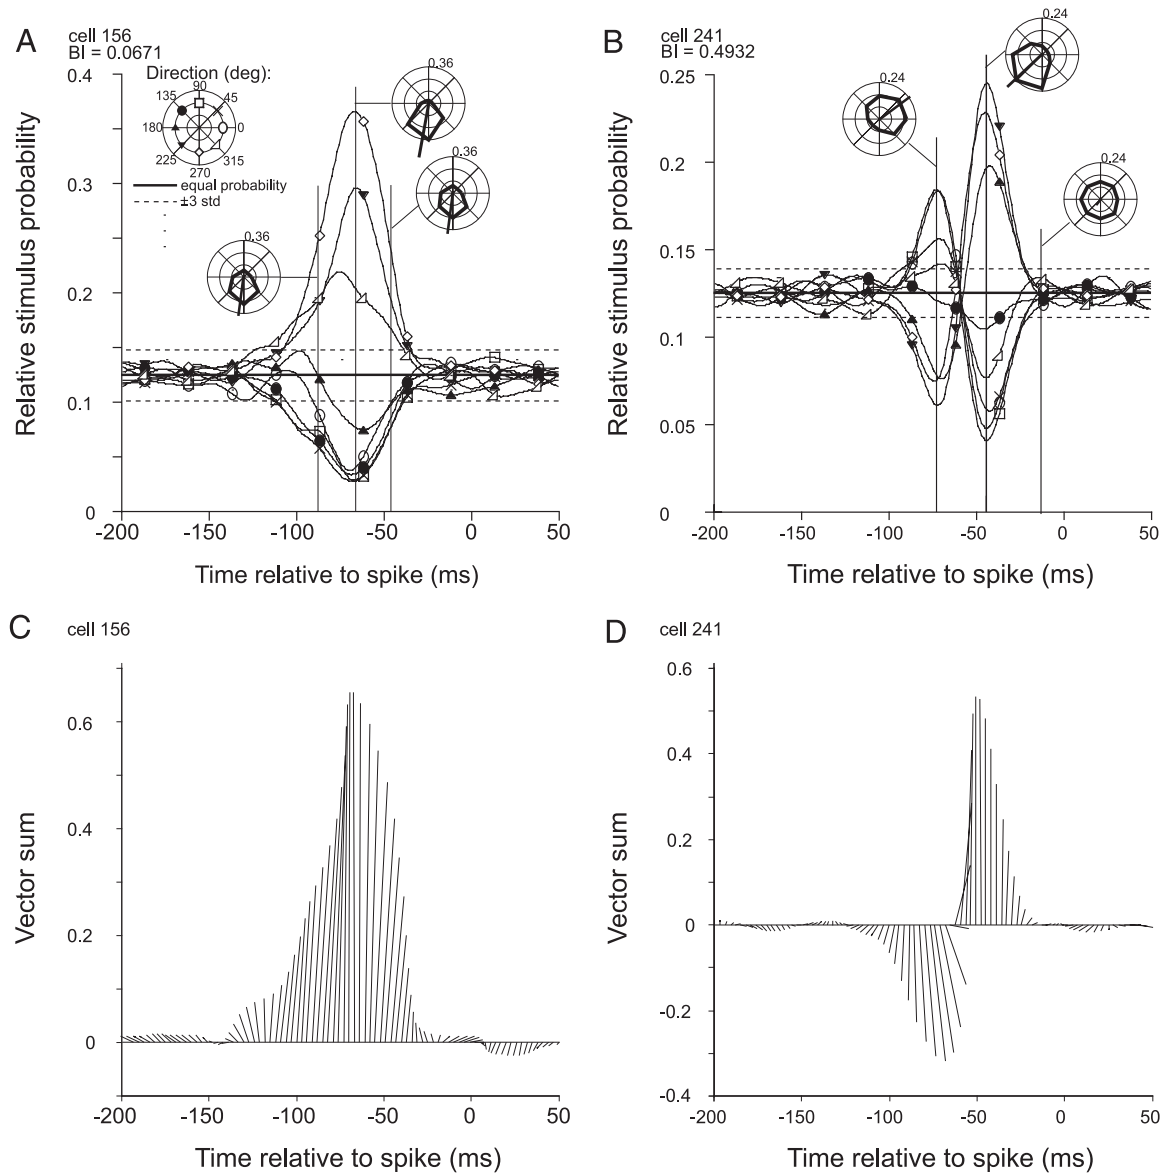 A
cell 156
BI = 0.0671
Direction (deg):
90
135
45
180
0
225
315
270
equal probability
±3 std
0.36
0.36
0.36
0.4
0.3
0.2
0.1
0
Relative stimulus probability
-200
-150
-100
-50
0
50
Time relative to spike (ms)
B
cell 241
BI = 0.4932
0.24
0.24
0.24
0.25
0.20
0.15
0.10
0.05
0
Relative stimulus probability
-200
-150
-100
-50
0
50
Time relative to spike (ms)
C
cell 156
0.6
0.4
0.2
0
Vector sum
-200
-150
-100
-50
0
50
Time relative to spike (ms)
D
cell 241
0.6
0.4
0.2
0
-0.2
-0.4
Vector sum
-200
-150
-100
-50
0
50
Time relative to spike (ms)